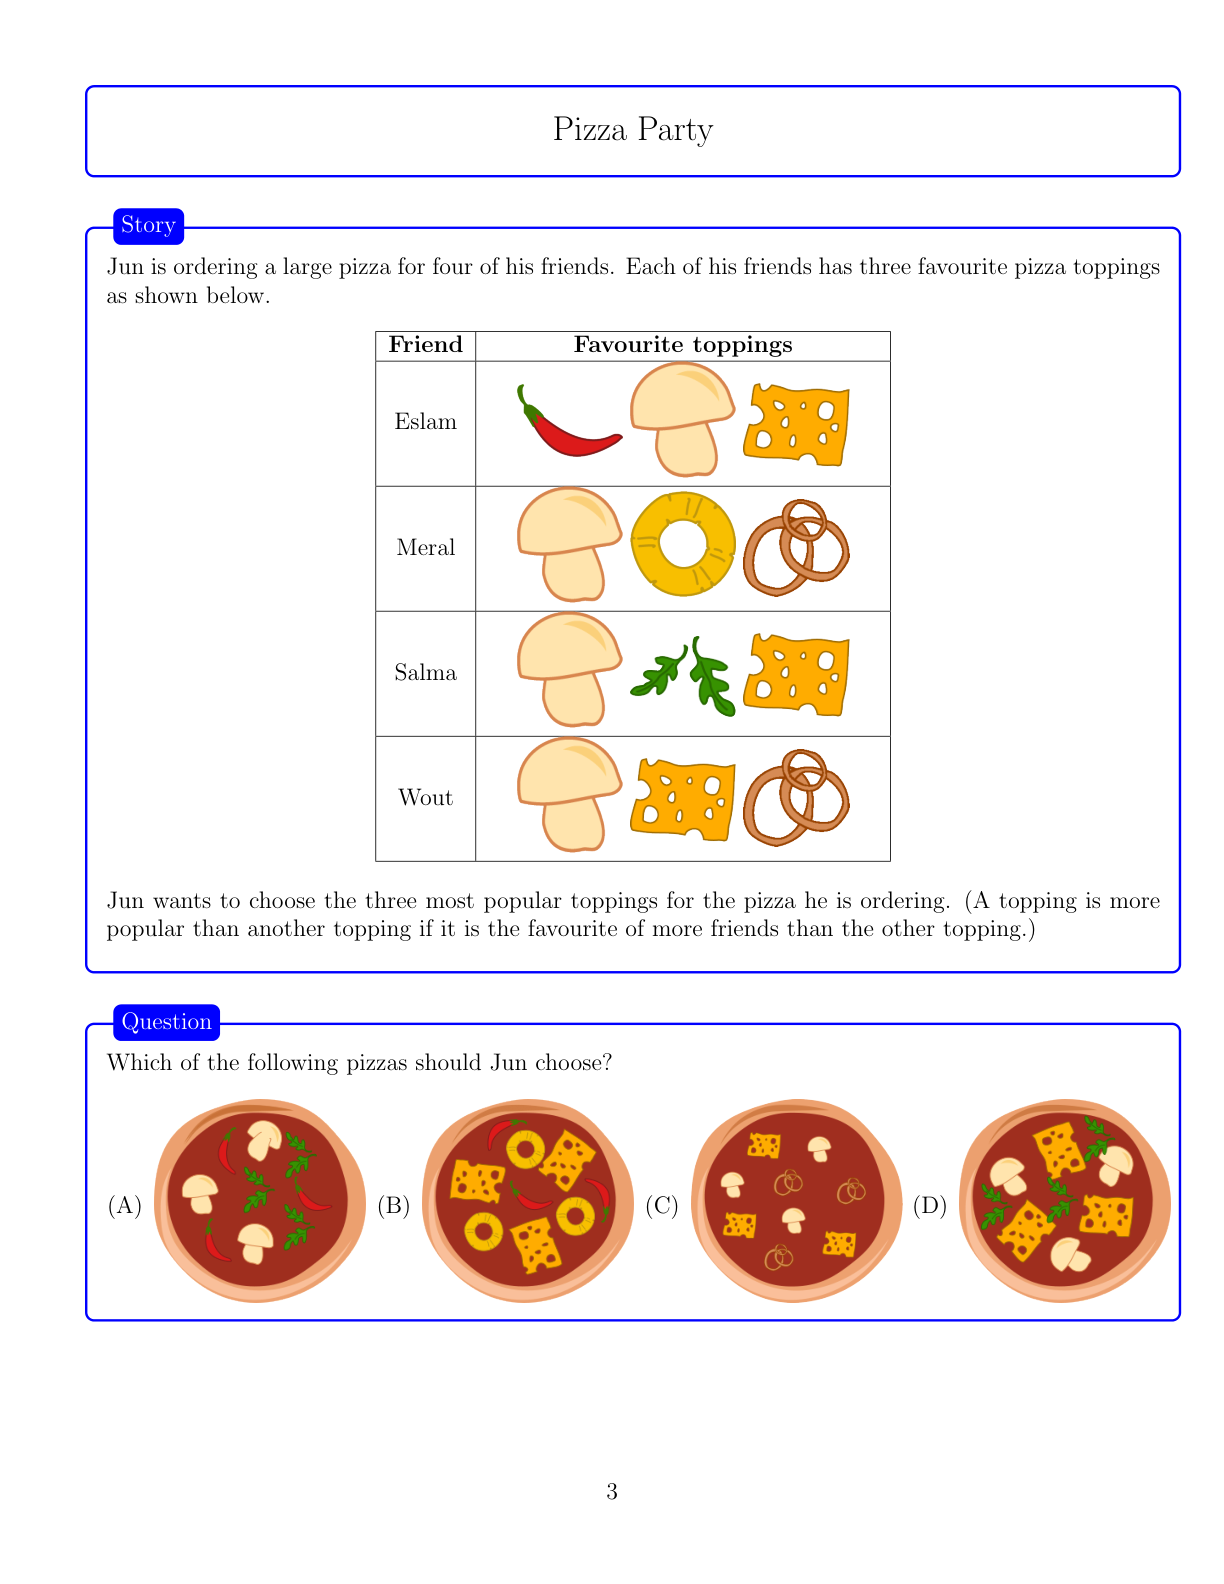 Pizza Party
Story
Jun is ordering a large pizza for four of his friends. Each of his friends has three favourite pizza toppings
as shown below.
Friend Favourite toppings
Eslam
Meral
Salma
Wout
Jun wants to choose the three most popular toppings for the pizza he is ordering. (A topping is more
popular than another topping if it is the favourite of more friends than the other topping.)
Question
Which of the following pizzas should Jun choose?
(A) (B) (C) (D)
3